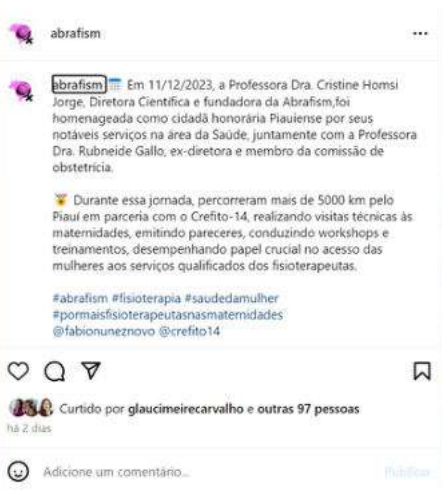 abrafism
abrafism Em 11/12/2023, a Professora Dra. Cristine Homsi
Jorge, Diretora Científica e fundadora da Abrafism,foi
homenageada como cidadã honorária Piauiense por seus
notáveis serviços na área da Saúde, juntamente com a Professora
Dra. Rubneide Gallo, ex-diretora e membro da comissão de
obstetrícia.
Durante essa jornada, percorreram mais de 5000 km pelo
Piauí em parceria com o Crefito-14, realizando visitas técnicas às
maternidades, emitindo pareceres, conduzindo workshops e
treinamentos, desempenhando papel crucial no acesso das
mulheres aos serviços qualificados dos fisioterapeutas.
#abrafism #fisioterapia #saudedamulher
#pormaisfisioterapeutasnasmaternidades
@fabionuneznovo @crefito14
Curtido por glaucimeirecarvalho e outras 97 pessoas
há 2 dias
Adicione um comentário...
Publicar